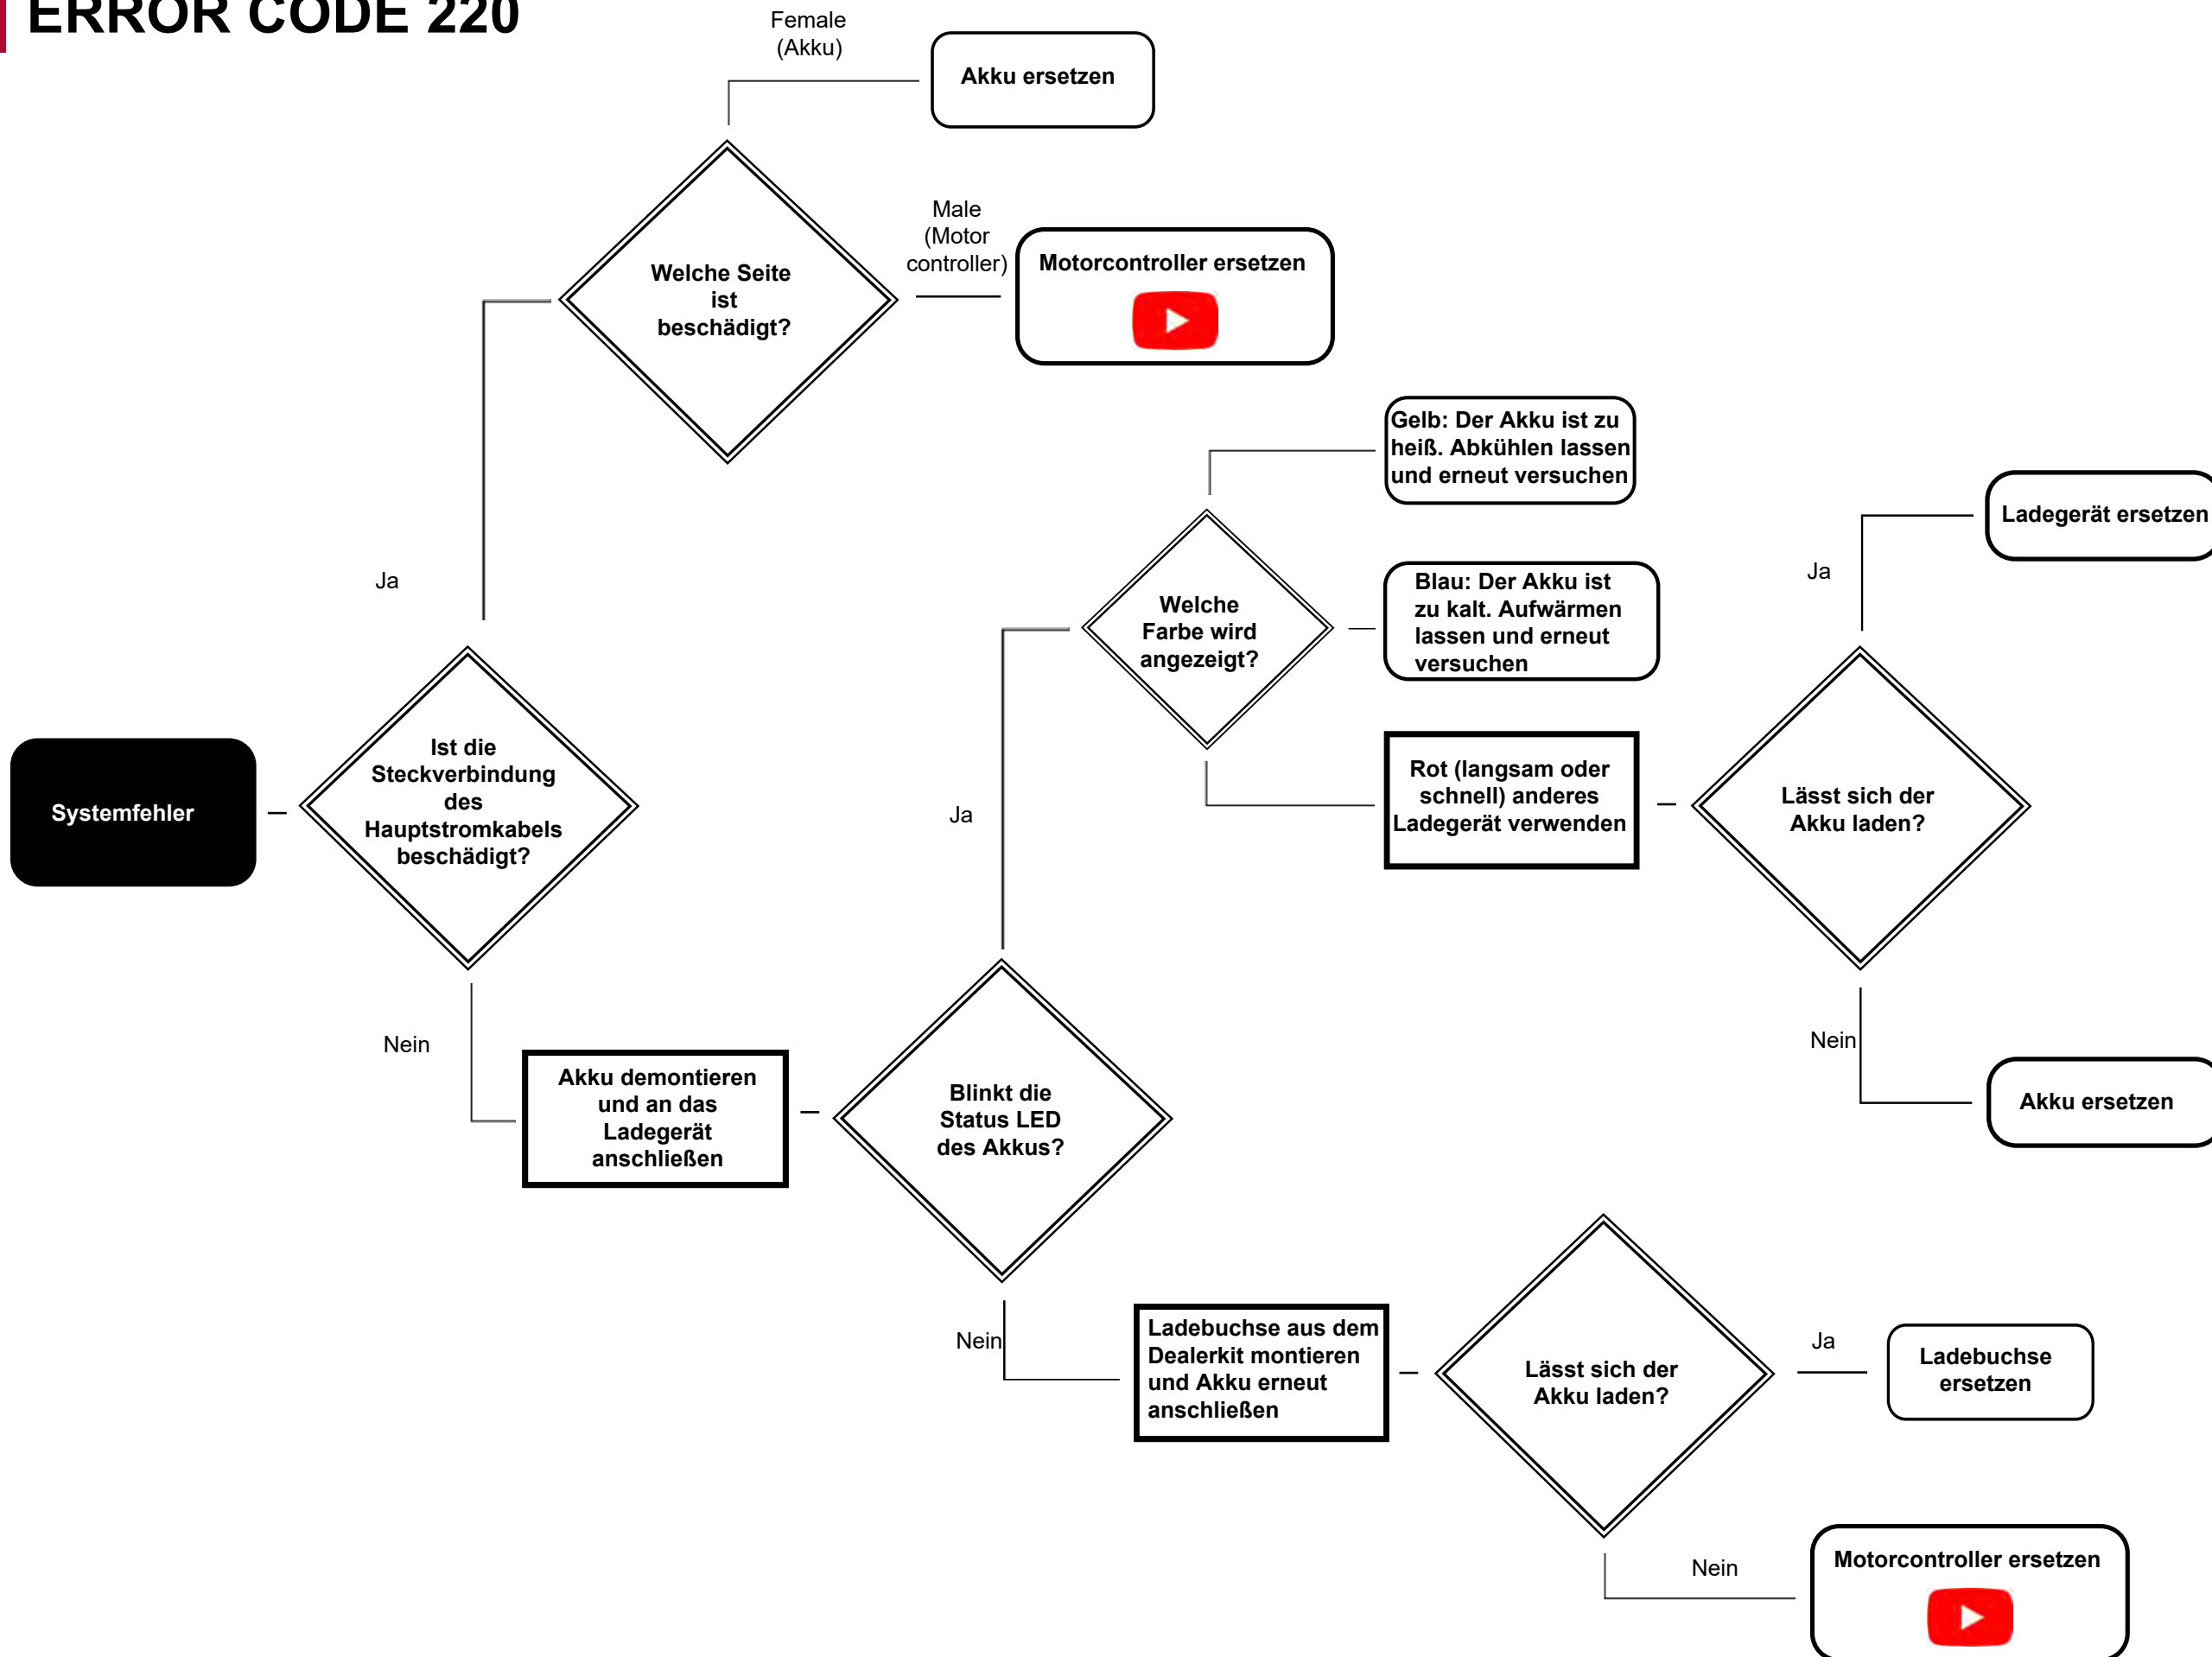 ERROR CODE 220
Female
(Akku)
Akku ersetzen
Welche Seite
ist
beschädigt?
Male
(Motor
controller)
Motorcontroller ersetzen
Gelb: Der Akku ist zu
heiß. Abkühlen lassen
und erneut versuchen
Ladegerät ersetzen
Ja
Ja
Welche
Farbe wird
angezeigt?
Blau: Der Akku ist
zu kalt. Aufwärmen
lassen und erneut
versuchen
Systemfehler
Ist die
Steckverbindung
des
Hauptstromkabels
beschädigt?
Ja
Rot (langsam oder
schnell) anderes
Ladegerät verwenden
Lässt sich der
Akku laden?
Nein
Akku demontieren
und an das
Ladegerät
anschließen
Blinkt die
Status LED
des Akkus?
Nein
Akku ersetzen
Nein
Ladebuchse aus dem
Dealerkit montieren
und Akku erneut
anschließen
Lässt sich der
Akku laden?
Ja
Ladebuchse
ersetzen
Nein
Motorcontroller ersetzen